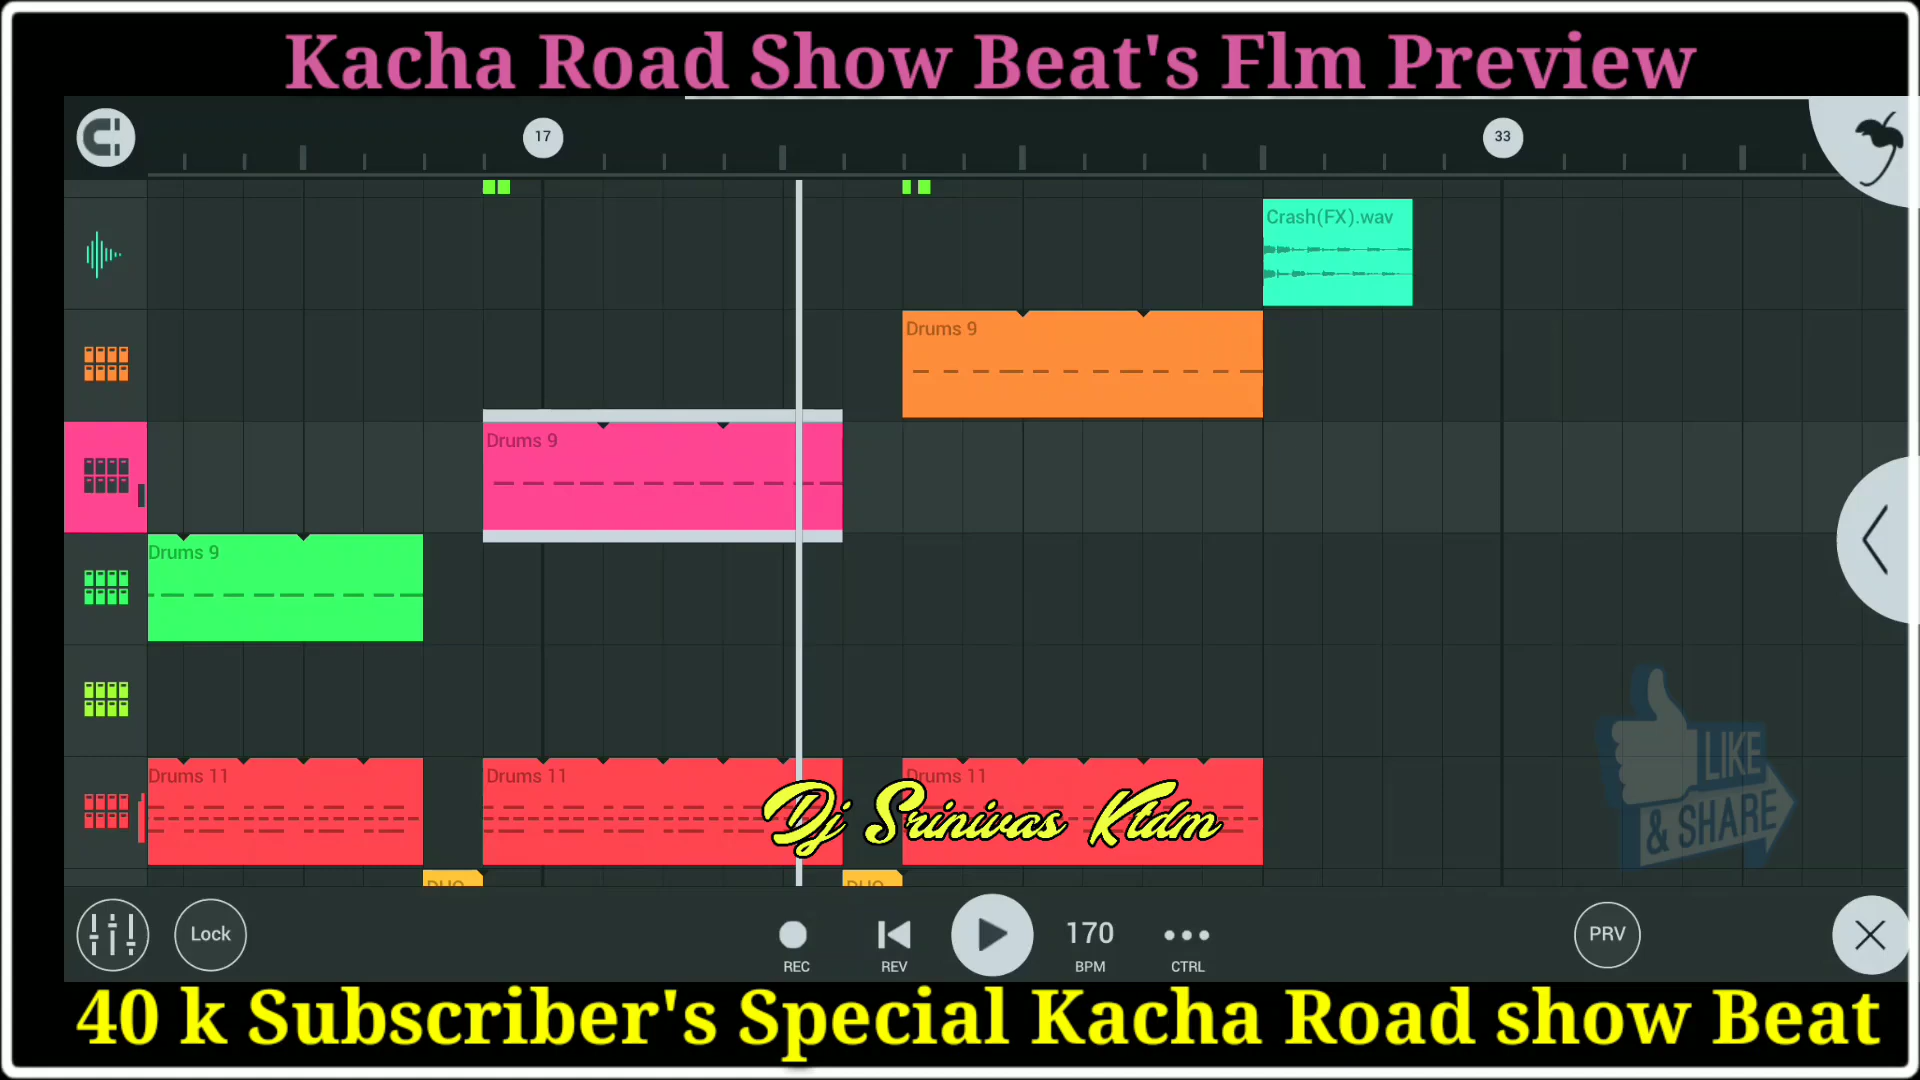 Kacha Road Show Beat's Flm Preview
17
33
Crash(FX).wav
Drums 9
Drums 9
Drums 9
Drums 11
Drums 11
Drums 11
Dj Srinivas Ktdm
LIKE
& SHARE
Lock
REC
REV
170
BPM
CTRL
PRV
40 k Subscriber's Special Kacha Road show Beat